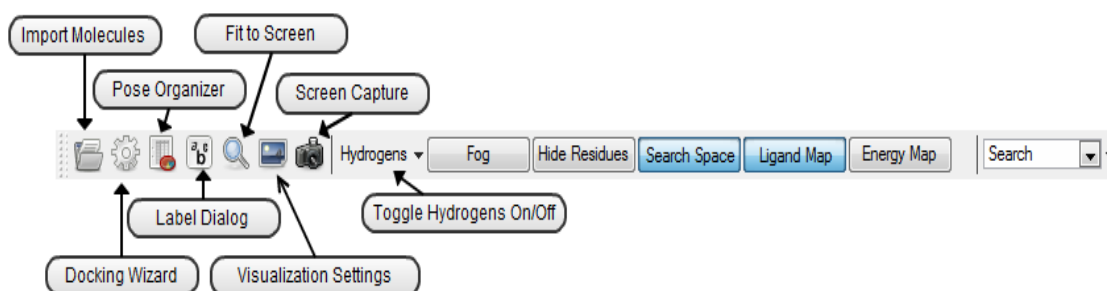 Import Molecules
Fit to Screen
Pose Organizer
Screen Capture
a c
b
Hydrogens
Fog
Hide Residues
Search Space
Ligand Map
Energy Map
Search
Label Dialog
Toggle Hydrogens On/Off
Docking Wizard
Visualization Settings